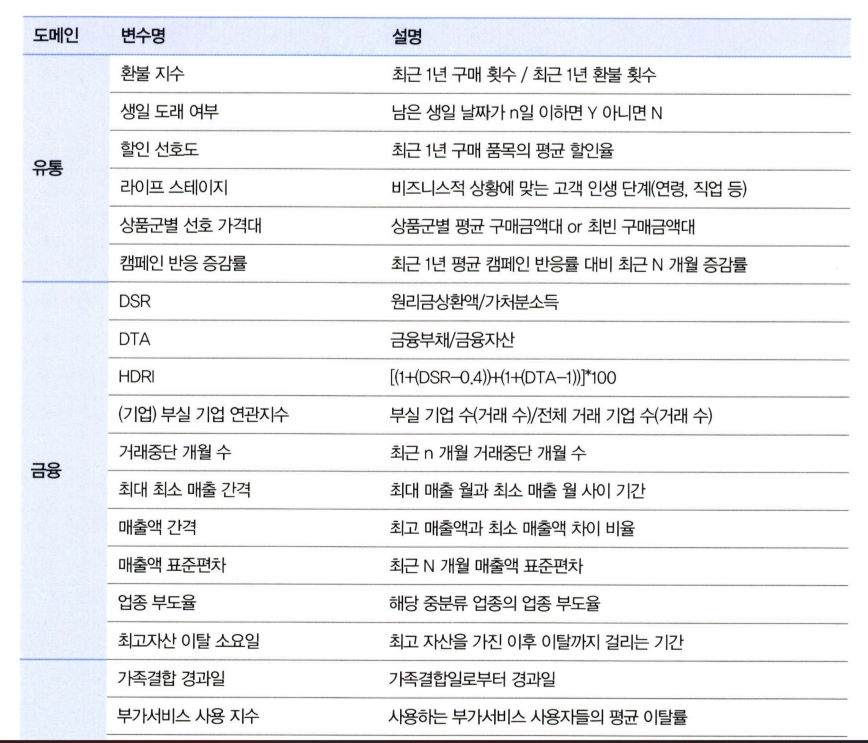 도메인 변수명 설명
유통
환불 지수 최근 1년 구매 횟수 / 최근 1년 환불 횟수
생일 도래 여부 남은 생일 날짜가 n일 이하면 Y 아니면 N
할인 선호도 최근 1년 구매 품목의 평균 할인율
라이프 스테이지 비즈니스적 상황에 맞는 고객 인생 단계(연령, 직업 등)
상품군별 선호 가격대 상품군별 평균 구매금액대 or 최빈 구매금액대
캠페인 반응 증감률 최근 1년 평균 캠페인 반응률 대비 최근 N 개월 증감률
금융
DSR 원리금상환액/가처분소득
DTA 금융부채/금융자산
HDRI [(1+(DSR-0.4))+(1+(DTA-1))]*100
(기업) 부실 기업 연관지수 부실 기업 수(거래 수)/전체 거래 기업 수(거래 수)
거래중단 개월 수 최근 n 개월 거래중단 개월 수
최대 최소 매출 간격 최대 매출 월과 최소 매출 월 사이 기간
매출액 간격 최고 매출액과 최소 매출액 차이 비율
매출액 표준편차 최근 N 개월 매출액 표준편차
업종 부도율 해당 중분류 업종의 업종 부도율
최고자산 이탈 소요일 최고 자산을 가진 이후 이탈까지 걸리는 기간
가족결합 경과일 가족결합일로부터 경과일
부가서비스 사용 지수 사용하는 부가서비스 사용자들의 평균 이탈률